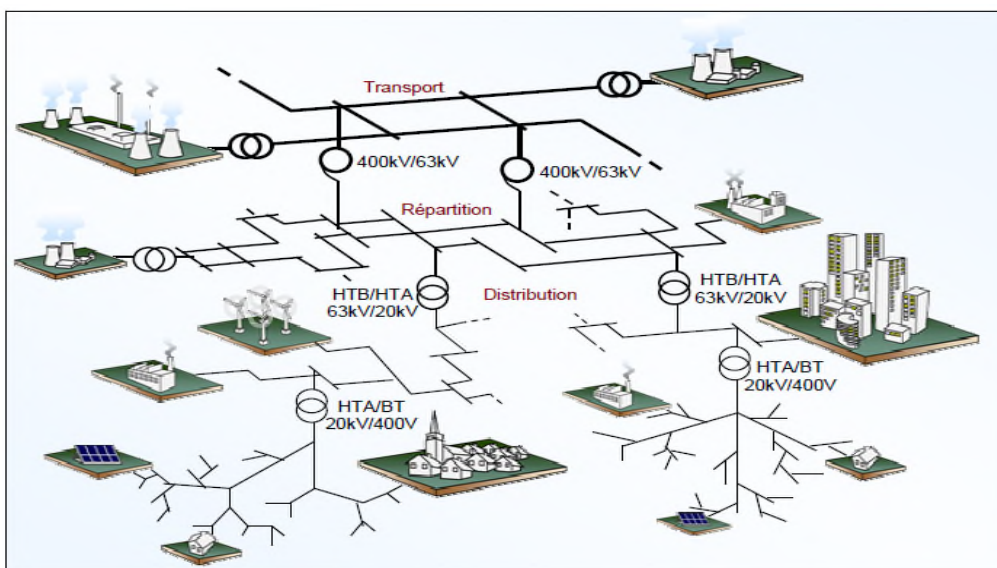 Transport
400kV/63kV
400kV/63kV
Répartition
HTB/HTA
63kV/20kV
Distribution
HTB/HTA
63kV/20kV
HTA/BT
20kV/400V
HTA/BT
20kV/400V